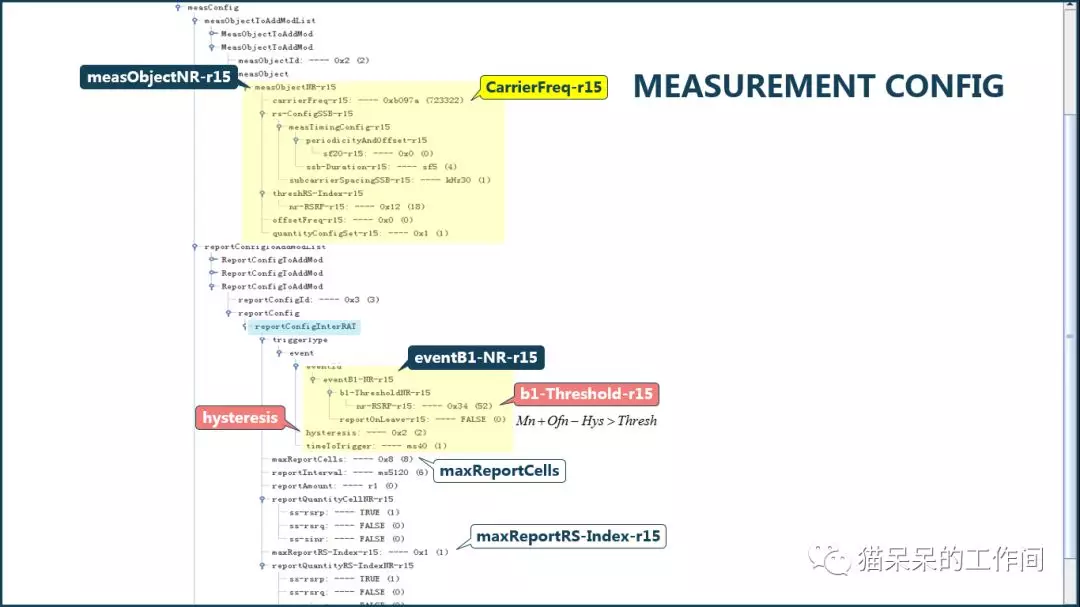 measConfig
measObjectToAddModList
MeasObjectToAddMod
MeasObjectToAddMod
measObjectId: ---- 0x2 (2)
measObject
measObjectNR-r15
measObjectNR-r15
CarrierFreq-r15
MEASUREMENT CONFIG
carrierFreq-r15: ---- 0xb097a (723322)
rs-ConfigSSB-r15
measTimingConfig-r15
periodicityAndOffset-r15
sf20-r15: ---- 0x0 (0)
ssb-Duration-r15: ---- sf5 (4)
subcarrierSpacingSSB-r15: ---- kHz30 (1)
threshRS-Index-r15
nr-RSRP-r15: ---- 0x12 (18)
offsetFreq-r15: ---- 0x0 (0)
quantityConfigSet-r15: ---- 0x1 (1)
reportConfigToAddModList
ReportConfigToAddMod
ReportConfigToAddMod
ReportConfigToAddMod
reportConfigId: ---- 0x3 (3)
reportConfig
reportConfigInterRAT
triggerType
event
eventB1-NR-r15
eventId
eventB1-NR-r15
b1-ThresholdNR-r15
b1-Threshold-r15
nr-RSRP-r15: ---- 0x34 (52)
reportOnLeave-r15: ---- FALSE (0)
Mn + Ofn − Hys > Thresh
hysteresis
hysteresis: ---- 0x2 (2)
timeToTrigger: ---- ms40 (1)
maxReportCells: ---- 0x8 (8)
maxReportCells
reportInterval: ---- ms5120 (6)
reportAmount: ---- r1 (0)
reportQuantityCellNR-r15
ss-rsrp: ---- TRUE (1)
ss-rsrq: ---- FALSE (0)
ss-sinr: ---- FALSE (0)
maxReportRS-Index-r15
maxReportRS-Index-r15: ---- 0x1 (1)
reportQuantityRS-IndexNR-r15
ss-rsrp: ---- TRUE (1)
ss-rsrq: ---- FALSE (0)
猫呆呆的工作间